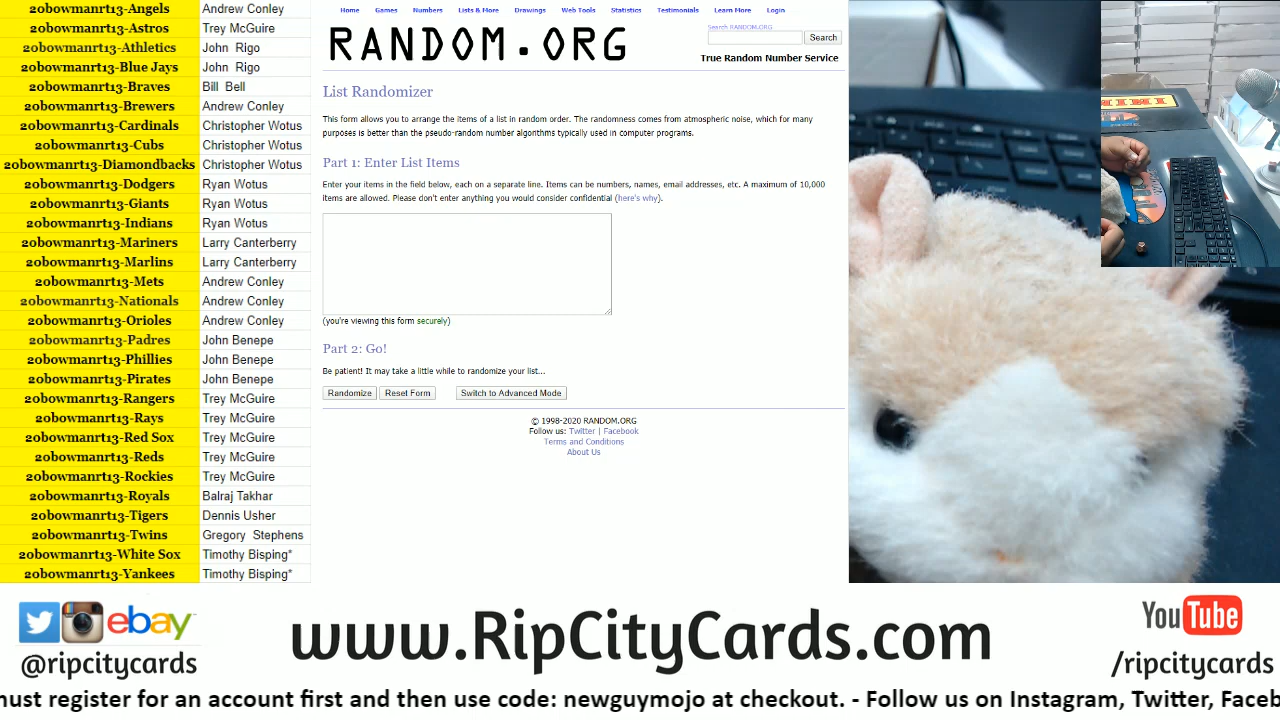 20bowmanrt13-Angels Andrew Conley
20bowmanrt13-Astros Trey McGuire
20bowmanrt13-Athletics John Rigo
20bowmanrt13-Blue Jays John Rigo
20bowmanrt13-Braves Bill Bell
20bowmanrt13-Brewers Andrew Conley
20bowmanrt13-Cardinals Christopher Wotus
20bowmanrt13-Cubs Christopher Wotus
20bowmanrt13-Diamondbacks Christopher Wotus
20bowmanrt13-Dodgers Ryan Wotus
20bowmanrt13-Giants Ryan Wotus
20bowmanrt13-Indians Ryan Wotus
20bowmanrt13-Mariners Larry Canterberry
20bowmanrt13-Marlins Larry Canterberry
20bowmanrt13-Mets Andrew Conley
20bowmanrt13-Nationals Andrew Conley
20bowmanrt13-Orioles Andrew Conley
20bowmanrt13-Padres John Benepe
20bowmanrt13-Phillies John Benepe
20bowmanrt13-Pirates John Benepe
20bowmanrt13-Rangers Trey McGuire
20bowmanrt13-Rays Trey McGuire
20bowmanrt13-Red Sox Trey McGuire
20bowmanrt13-Reds Trey McGuire
20bowmanrt13-Rockies Trey McGuire
20bowmanrt13-Royals Balraj Takhar
20bowmanrt13-Tigers Dennis Usher
20bowmanrt13-Twins Gregory Stephens
20bowmanrt13-White Sox Timothy Bisping*
20bowmanrt13-Yankees Timothy Bisping*
Home Games Numbers Lists & More Drawings Web Tools Statistics Testimonials Learn More Login
RANDOM.ORG
Search RANDOM.ORG
Search
True Random Number Service
List Randomizer
This form allows you to arrange the items of a list in random order. The randomness comes from atmospheric noise, which for many
purposes is better than the pseudo-random number algorithms typically used in computer programs.
Part 1: Enter List Items
Enter your items in the field below, each on a separate line. Items can be numbers, names, email addresses, etc. A maximum of 10,000
items are allowed. Please don't enter anything you would consider confidential (here's why).
(you're viewing this form securely)
Part 2: Go!
Be patient! It may take a little while to randomize your list...
Randomize Reset Form Switch to Advanced Mode
© 1998-2020 RANDOM.ORG
Follow us: Twitter | Facebook
Terms and Conditions
About Us
ebay
@ripcitycards
www.RipCityCards.com
YouTube
/ripcitycards
must register for an account first and then use code: newguymojo at checkout. - Follow us on Instagram, Twitter, Faceb